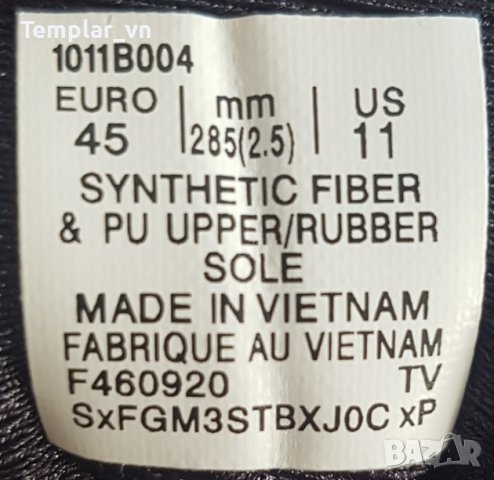 Templar_vn
1011B004
EURO | mm | US
45 285(2.5) 11
SYNTHETIC FIBER
& PU UPPER/RUBBER
SOLE
MADE IN VIETNAM
FABRIQUE AU VIETNAM
F460920 TV
SxFGM3STBXJ0C xP
BAZAR